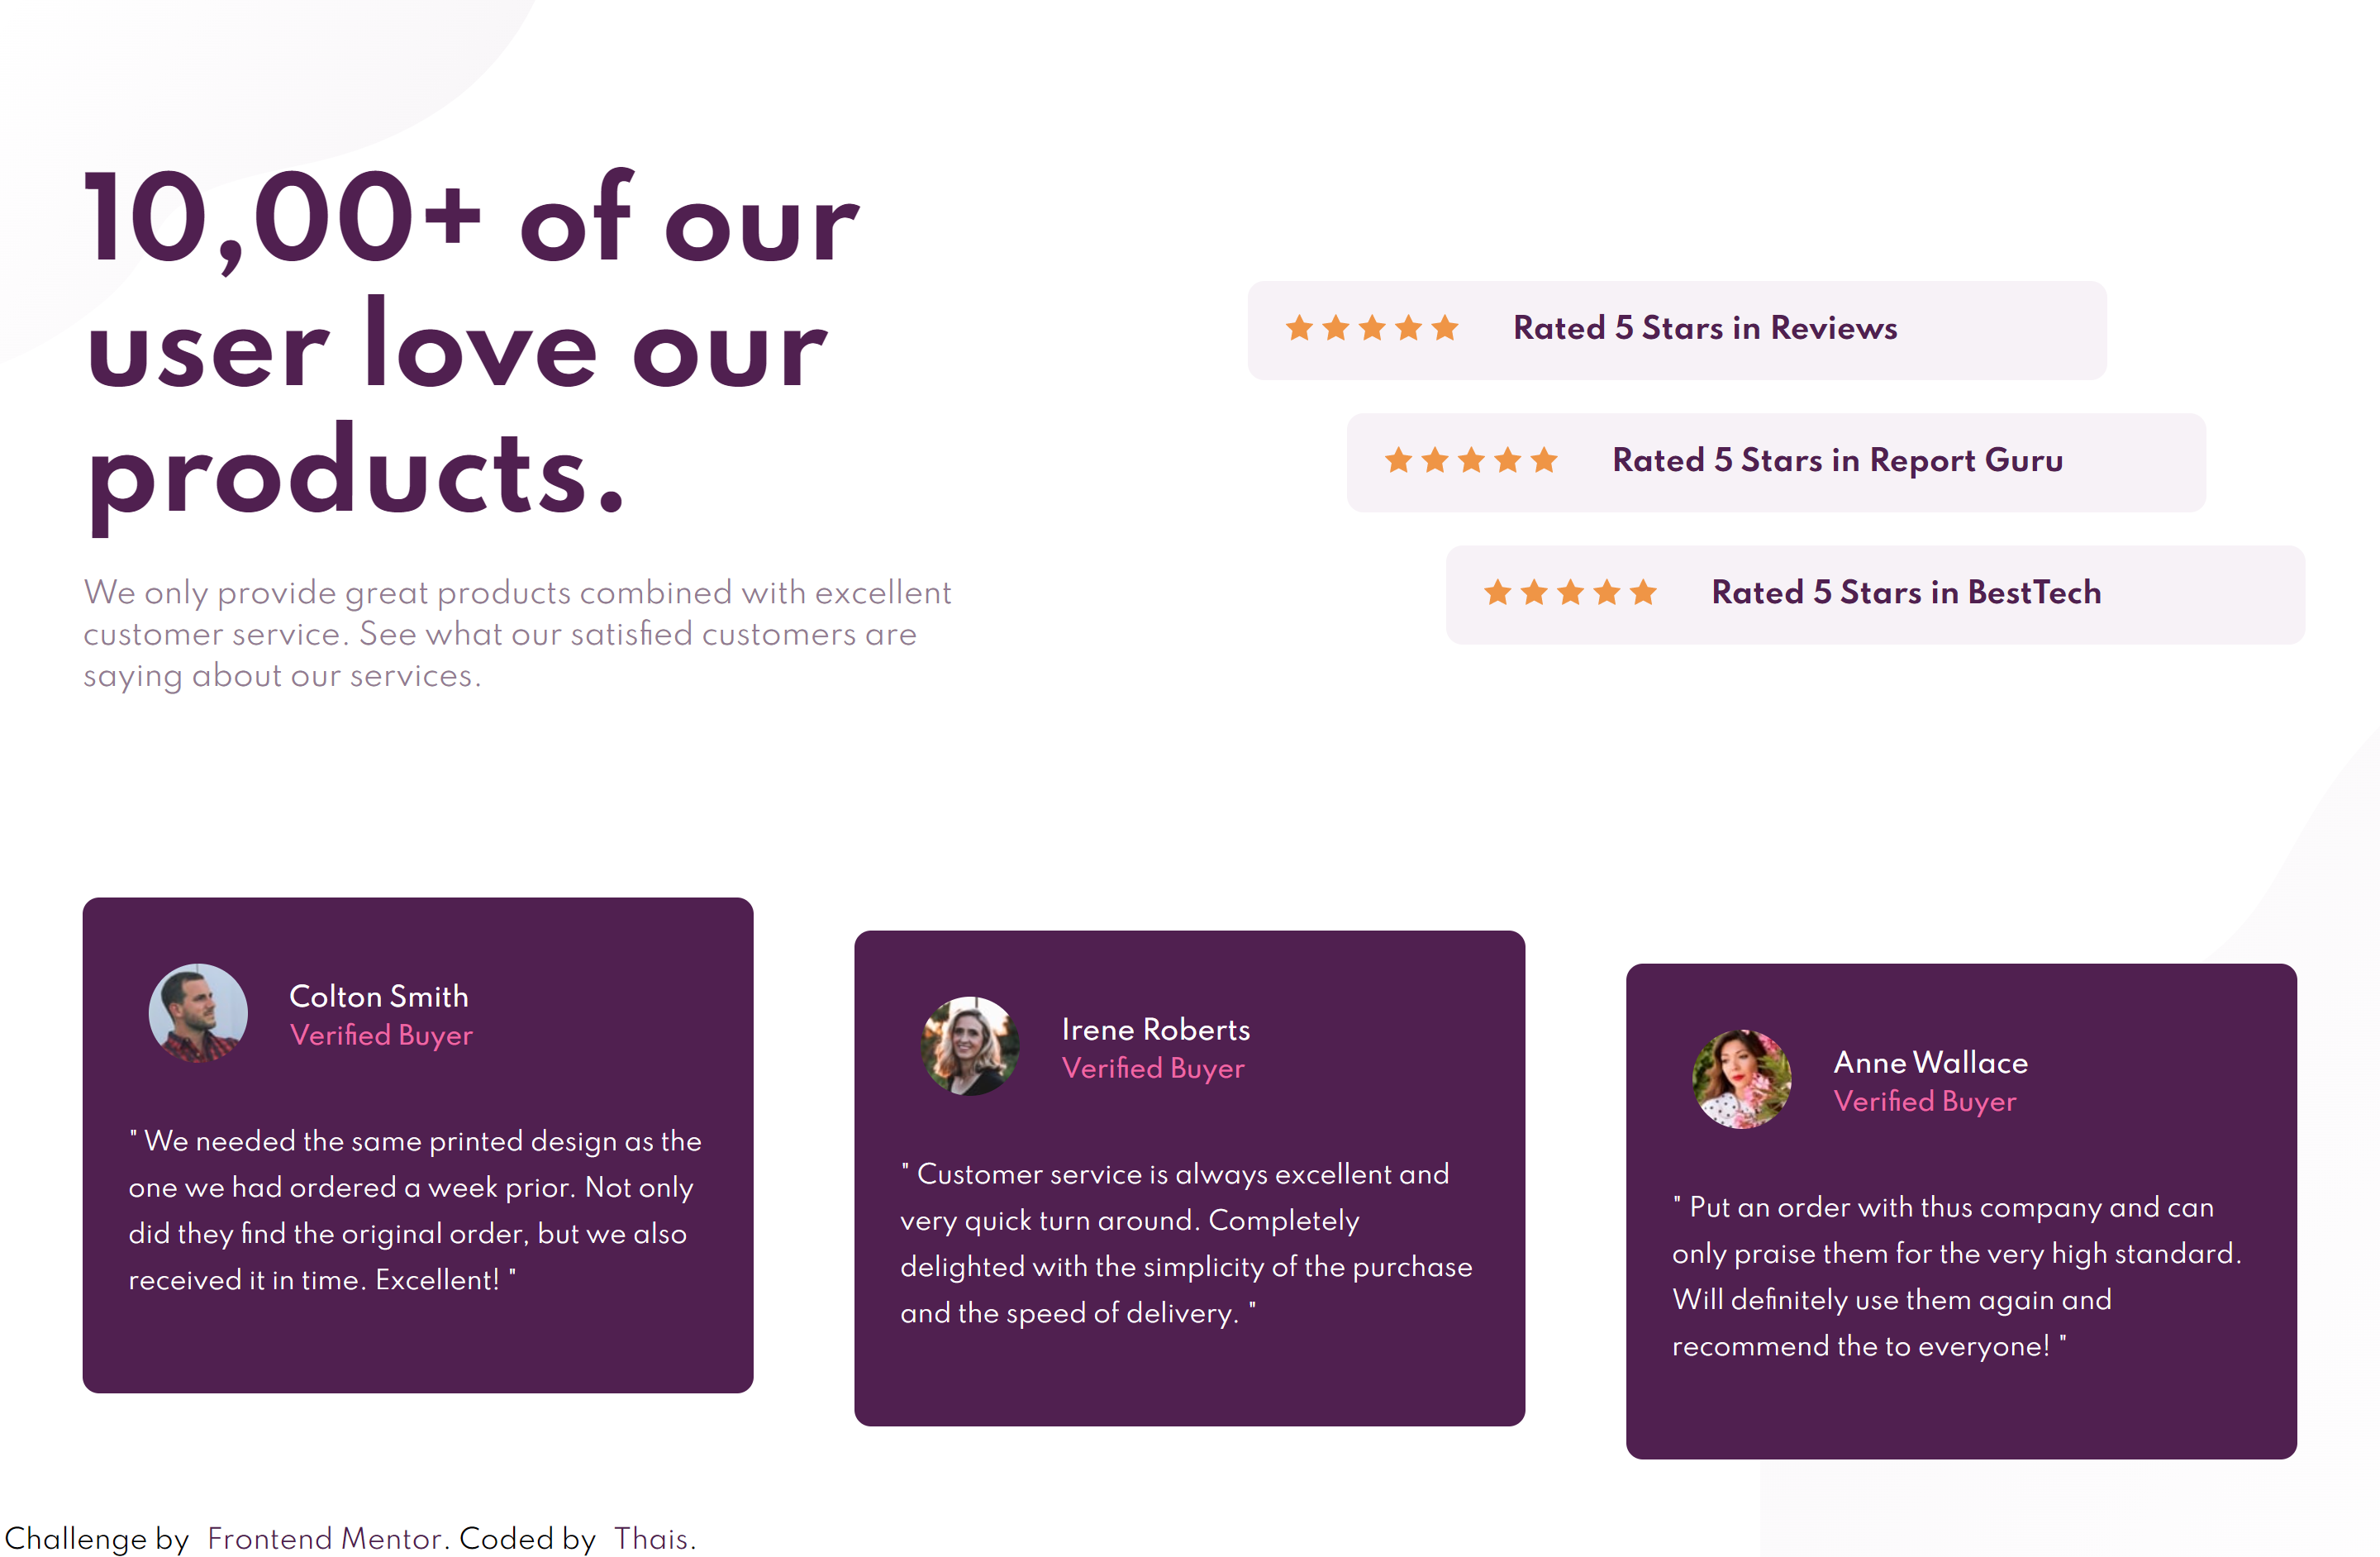 10,00+ of our
user love our
products.
We only provide great products combined with excellent
customer service. See what our satisfied customers are
saying about our services.
Rated 5 Stars in Reviews
Rated 5 Stars in Report Guru
Rated 5 Stars in BestTech
Colton Smith
Verified Buyer
" We needed the same printed design as the
one we had ordered a week prior. Not only
did they find the original order, but we also
received it in time. Excellent! "
Irene Roberts
Verified Buyer
" Customer service is always excellent and
very quick turn around. Completely
delighted with the simplicity of the purchase
and the speed of delivery. "
Anne Wallace
Verified Buyer
" Put an order with thus company and can
only praise them for the very high standard.
Will definitely use them again and
recommend the to everyone! "
Challenge by Frontend Mentor. Coded by Thais.